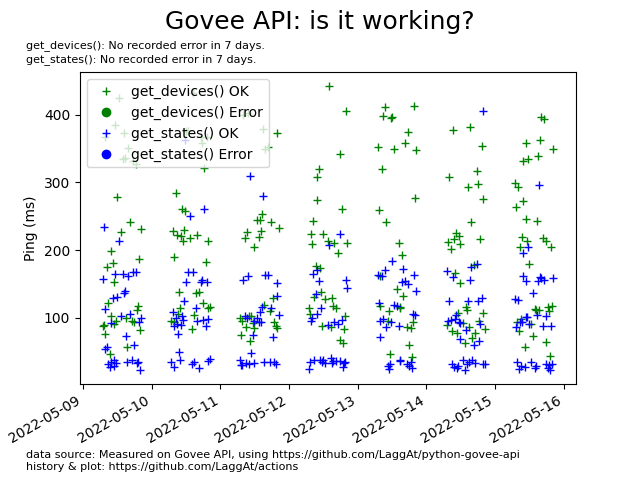 Govee API: is it working?
get_devices(): No recorded error in 7 days.
get_states(): No recorded error in 7 days.
get_devices() OK
get_devices() Error
get_states() OK
get_states() Error
Ping (ms)
400
300
200
100
2022-05-09
2022-05-10
2022-05-11
2022-05-12
2022-05-13
2022-05-14
2022-05-15
2022-05-16
data source: Measured on Govee API, using https://github.com/LaggAt/python-govee-api
history & plot: https://github.com/LaggAt/actions